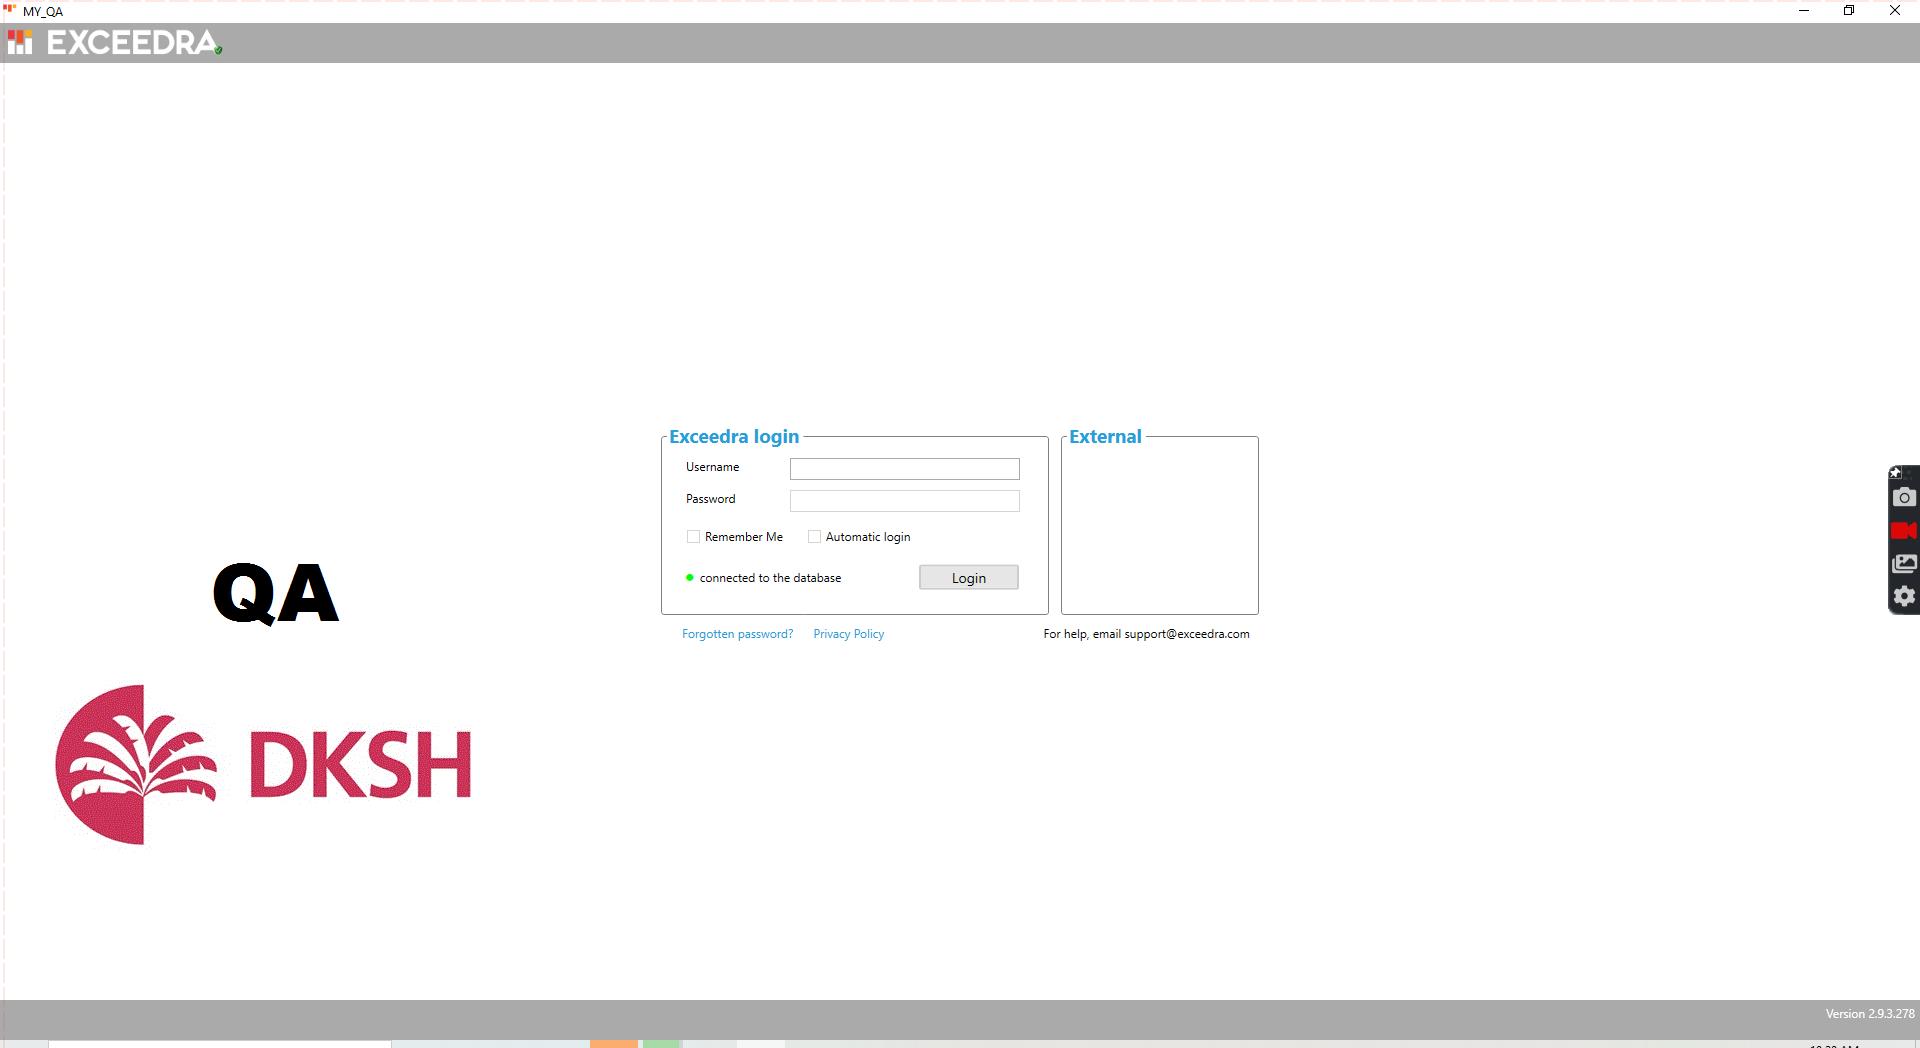 MY_QA
EXCEEDRA
Exceedra login
External
Username
Password
Remember Me
Automatic login
connected to the database
Login
Forgotten password?
Privacy Policy
For help, email support@exceedra.com
QA
DKSH
Version 2.9.3.278